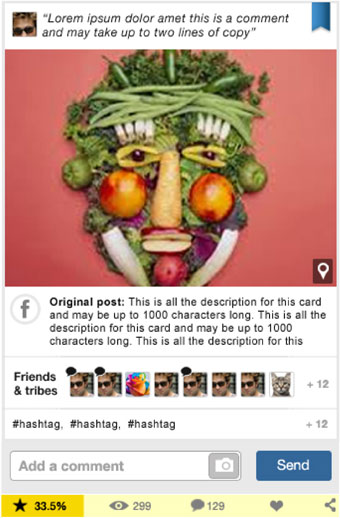 “Lorem ipsum dolor amet this is a comment
and may take up to two lines of copy”
f
Original post: This is all the description for this card
and may be up to 1000 characters long. This is all the
description for this card and may be up to 1000
characters long. This is all the description for this
Friends
& tribes
+ 12
#hashtag, #hashtag, #hashtag
+ 12
Add a comment
Send
33.5%
299
129